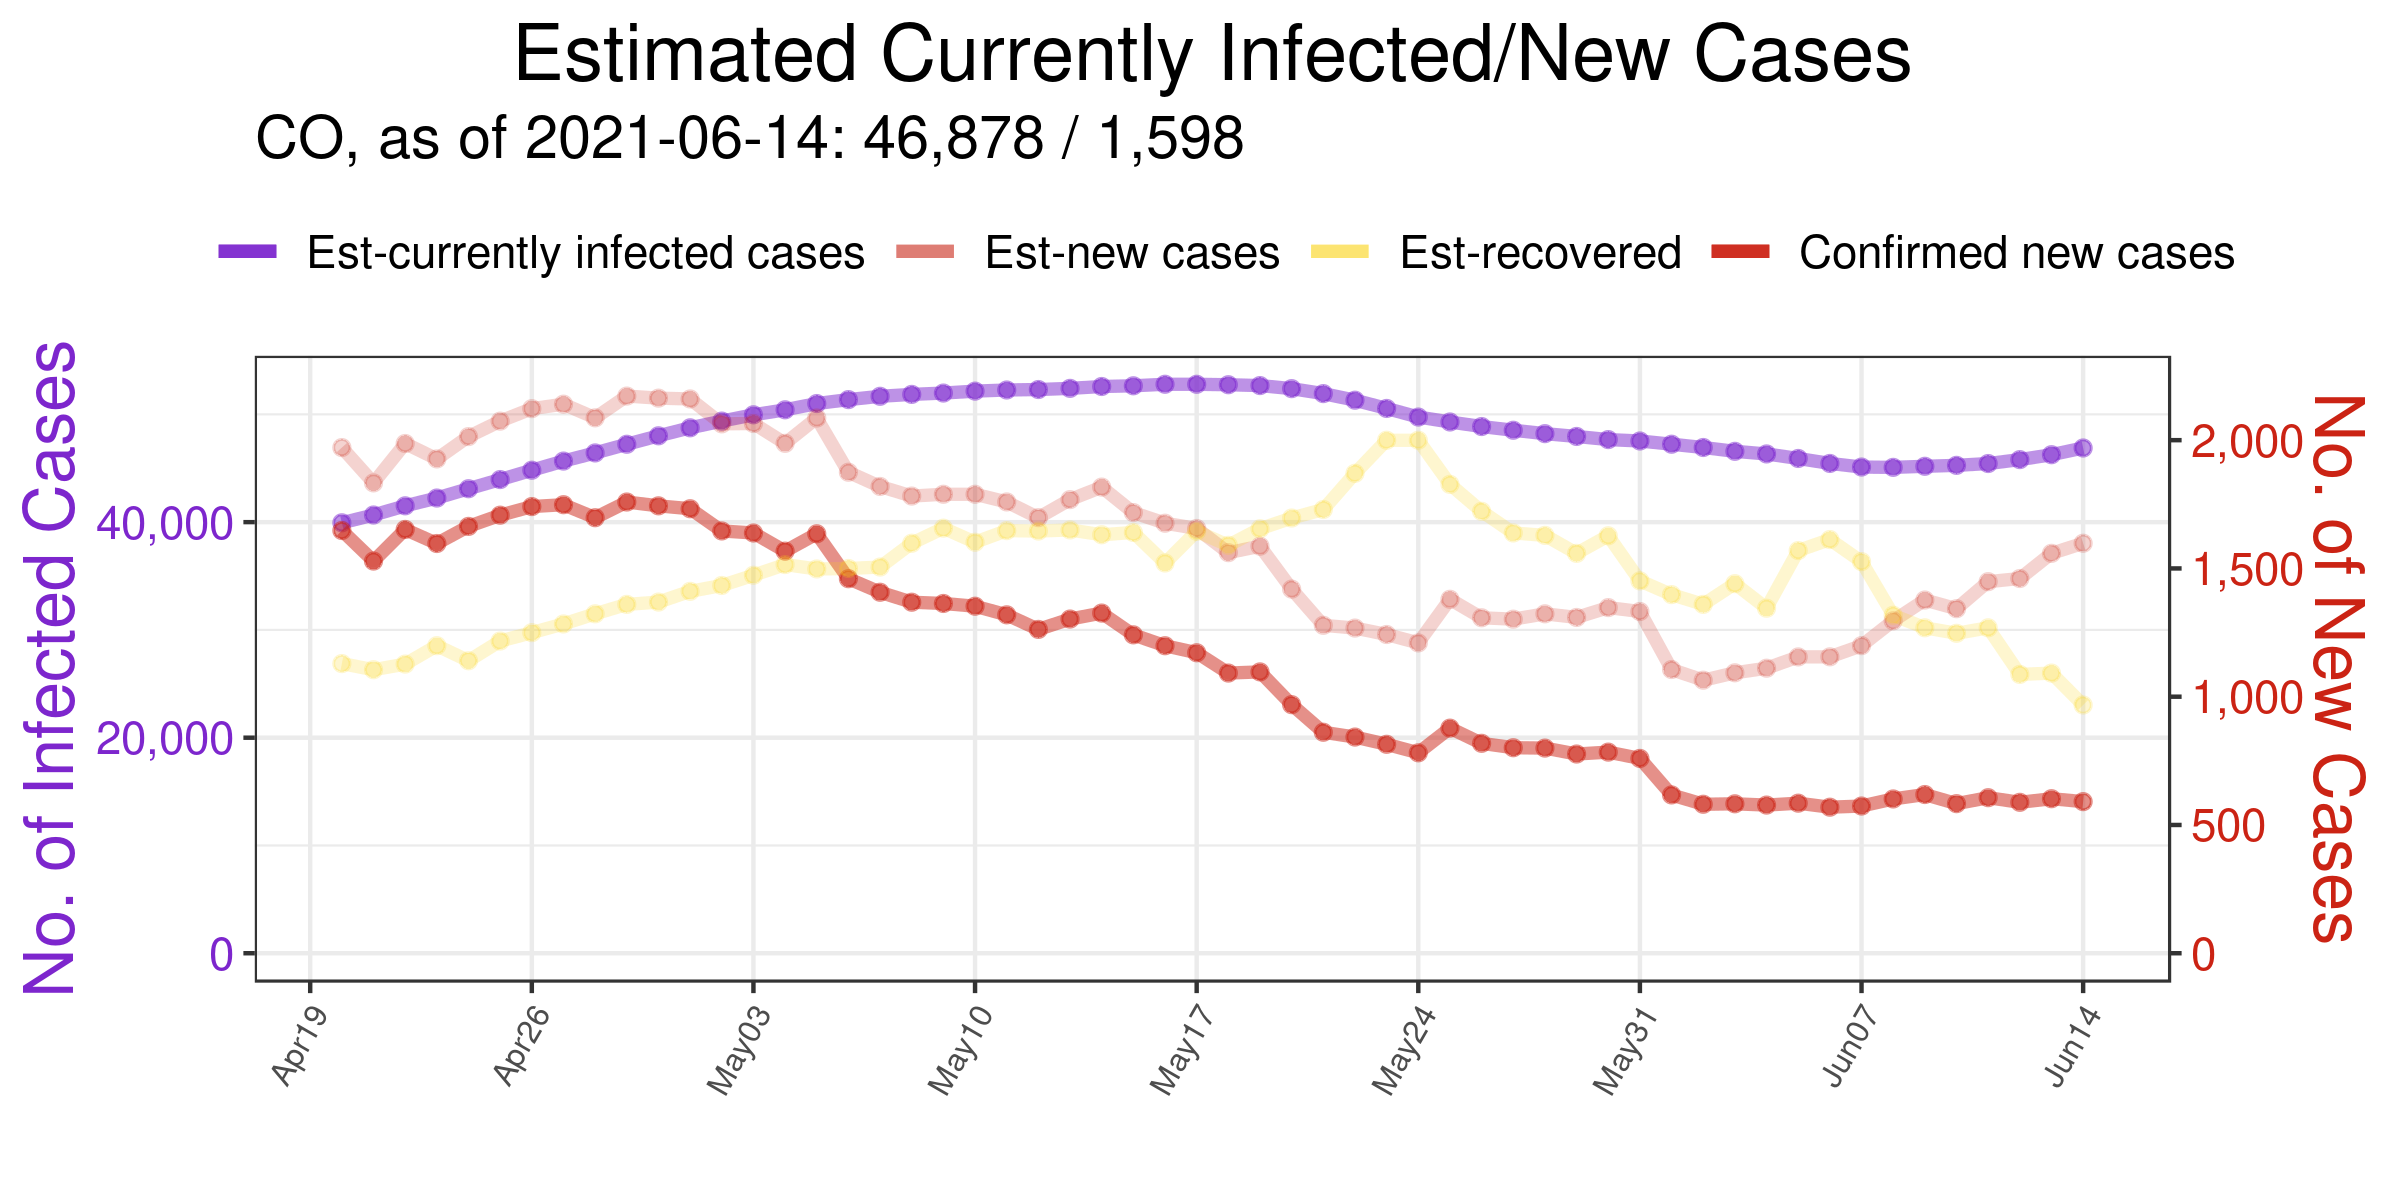 Estimated Currently Infected/New Cases
CO, as of 2021-06-14: 46,878 / 1,598
Est-currently infected cases Est-new cases Est-recovered Confirmed new cases
No. of Infected Cases
40,000
20,000
0
2,000
1,500
1,000
500
0
No. of New Cases
Apr19 Apr26 May03 May10 May17 May24 May31 Jun07 Jun14